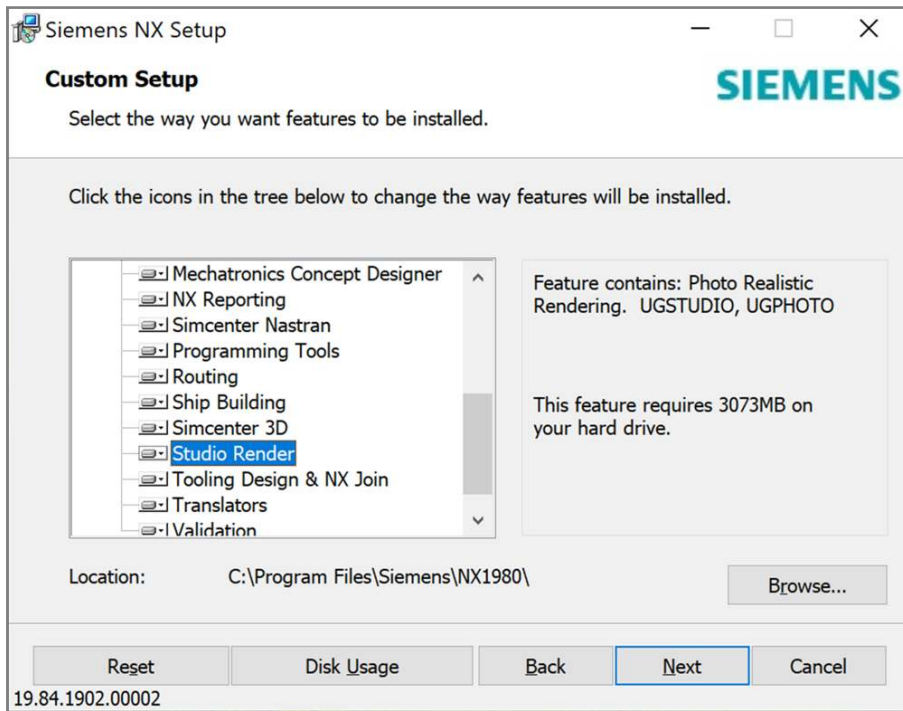 Siemens NX Setup
Custom Setup
SIEMENS
Select the way you want features to be installed.
Click the icons in the tree below to change the way features will be installed.
Mechatronics Concept Designer
NX Reporting
Simcenter Nastran
Programming Tools
Routing
Ship Building
Simcenter 3D
Studio Render
Tooling Design & NX Join
Translators
Validation
Feature contains: Photo Realistic
Rendering. UGSTUDIO, UGPHOTO
This feature requires 3073MB on
your hard drive.
Location: C:\Program Files\Siemens\NX1980\
Browse...
Reset Disk Usage Back Next Cancel
19.84.1902.00002